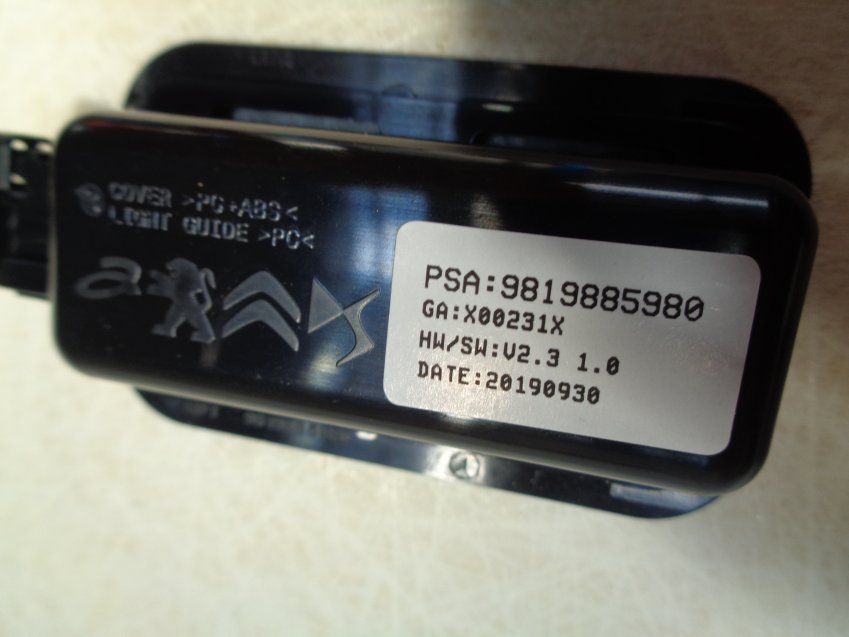 COVER >PC+ABS<
LIGHT GUIDE >PC<
PSA:9819885980
GA:X00231X
HW/SW:V2.3 1.0
DATE:20190930